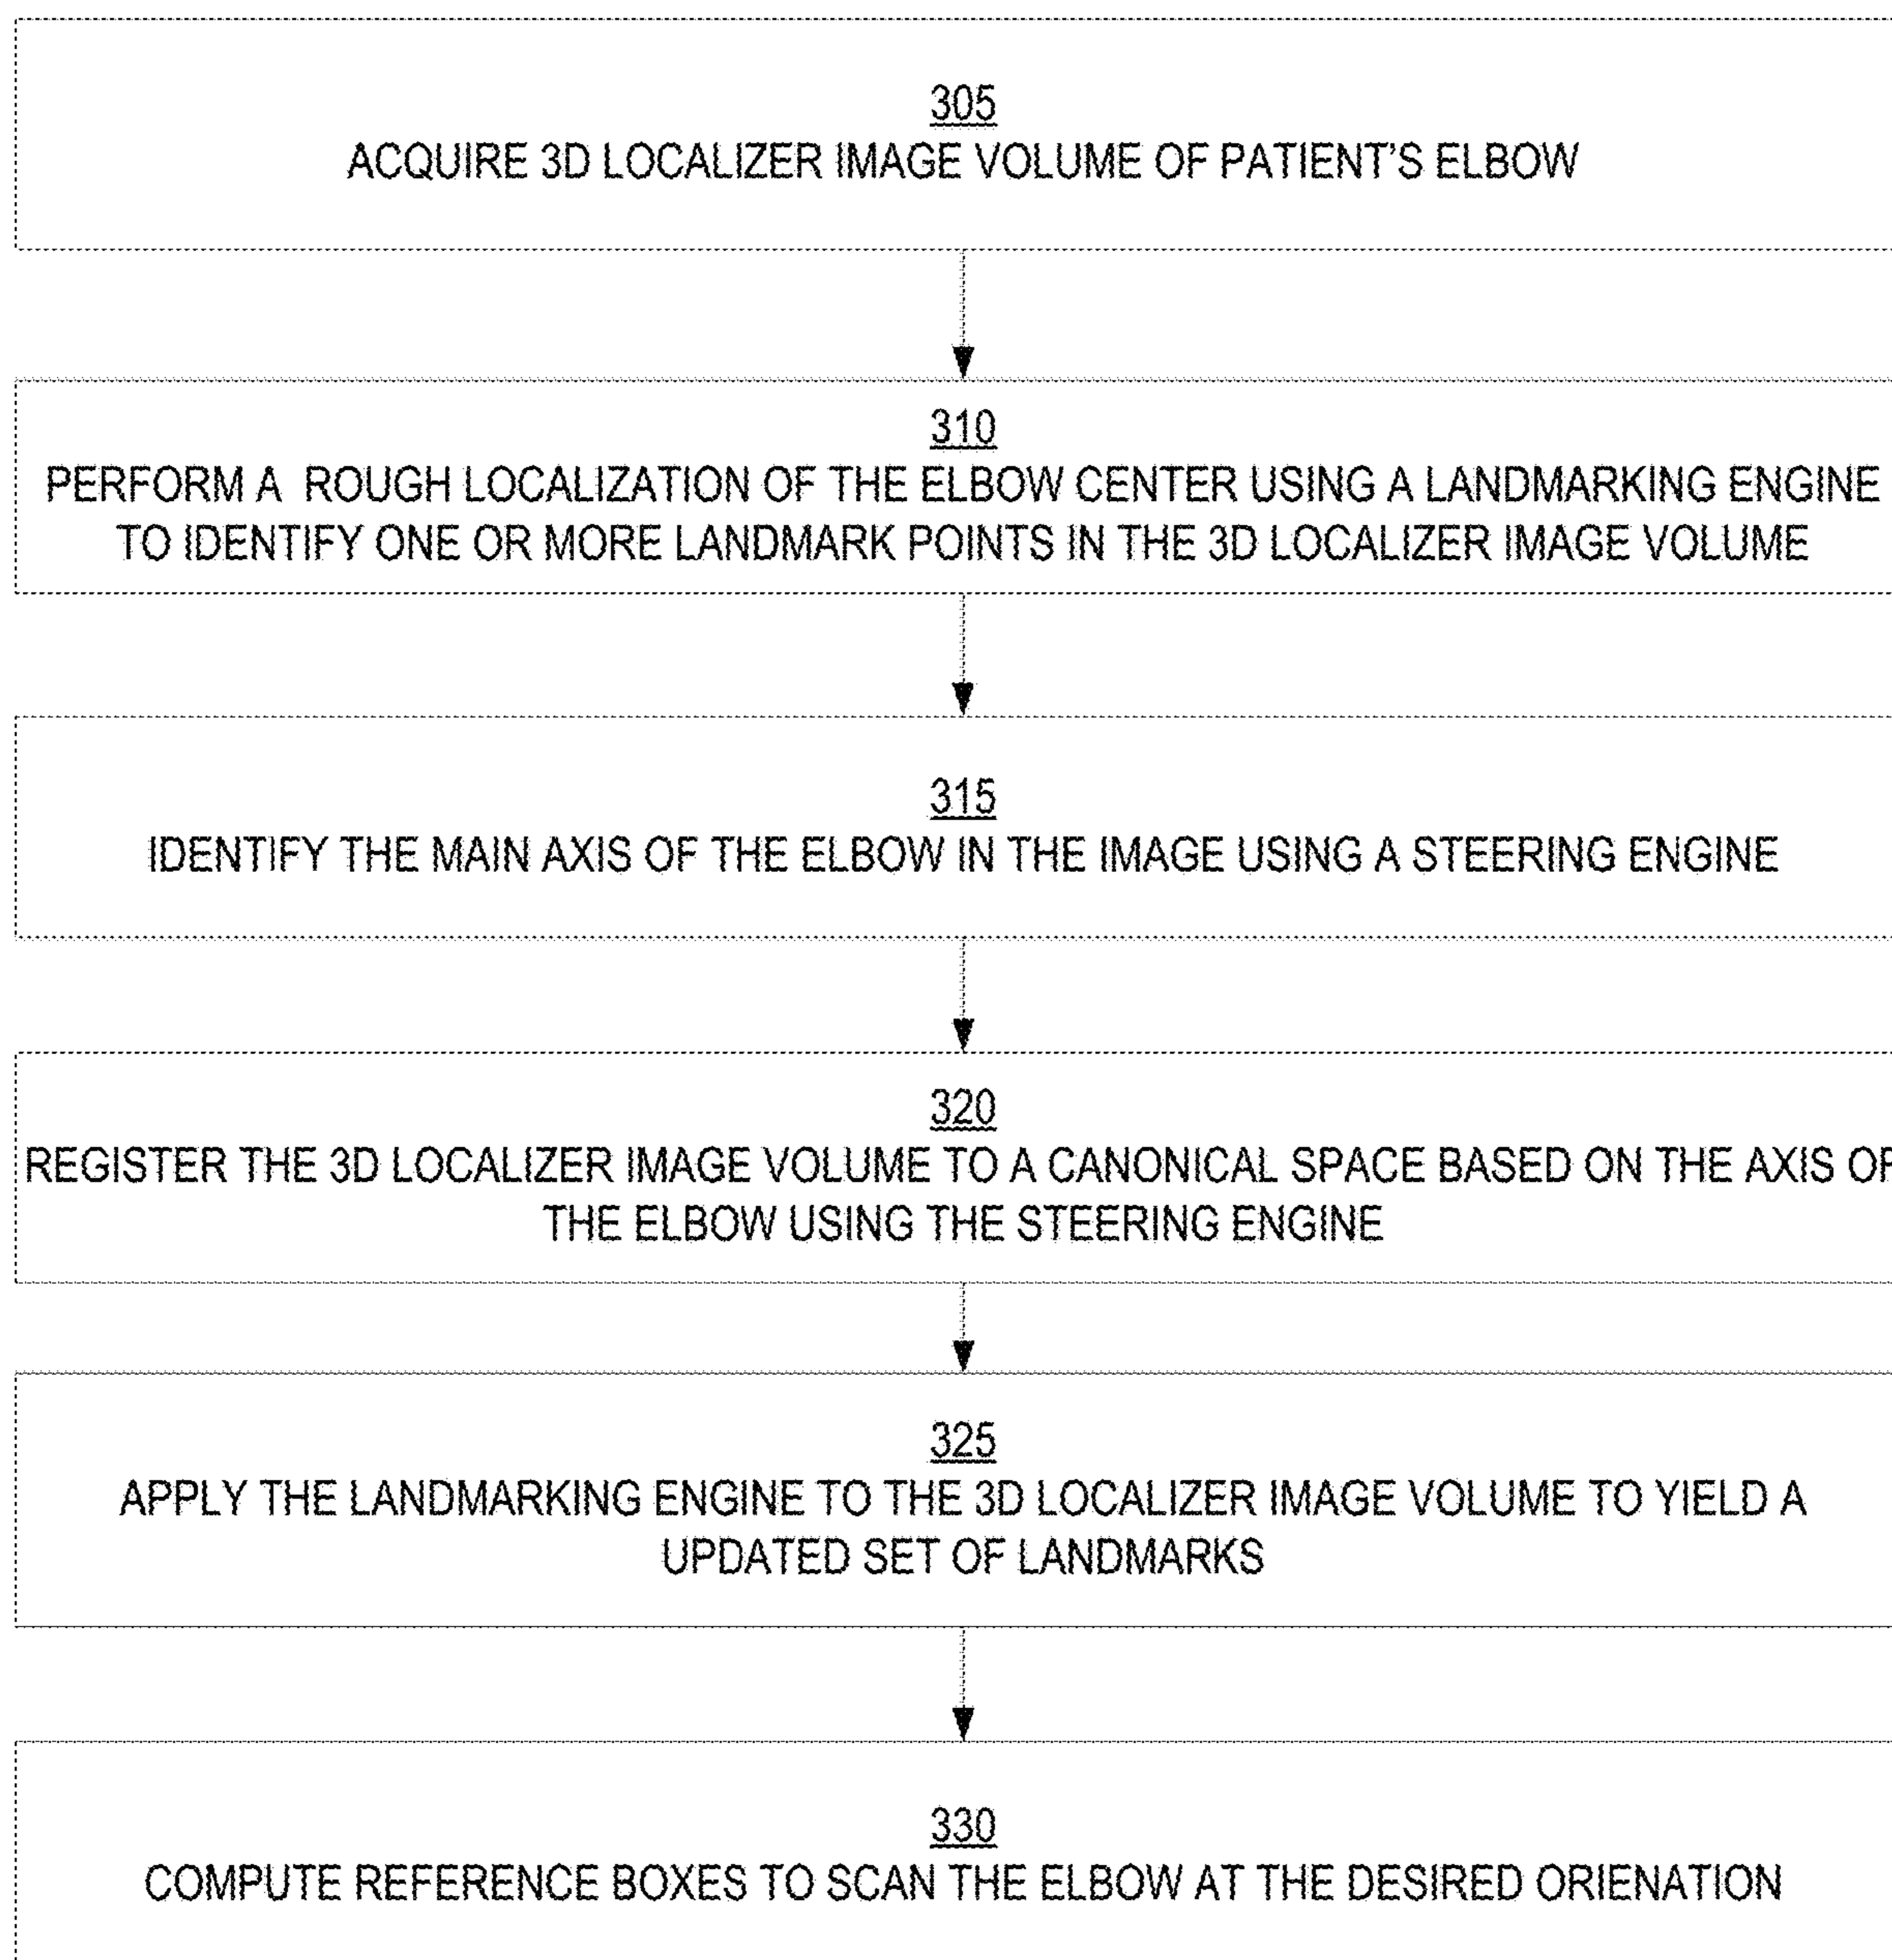 305
ACQUIRE 3D LOCALIZER IMAGE VOLUME OF PATIENT'S ELBOW
310
PERFORM A ROUGH LOCALIZATION OF THE ELBOW CENTER USING A LANDMARKING ENGINE
TO IDENTIFY ONE OR MORE LANDMARK POINTS IN THE 3D LOCALIZER IMAGE VOLUME
315
IDENTIFY THE MAIN AXIS OF THE ELBOW IN THE IMAGE USING A STEERING ENGINE
320
REGISTER THE 3D LOCALIZER IMAGE VOLUME TO A CANONICAL SPACE BASED ON THE AXIS OF
THE ELBOW USING THE STEERING ENGINE
325
APPLY THE LANDMARKING ENGINE TO THE 3D LOCALIZER IMAGE VOLUME TO YIELD A
UPDATED SET OF LANDMARKS
330
COMPUTE REFERENCE BOXES TO SCAN THE ELBOW AT THE DESIRED ORIENATION